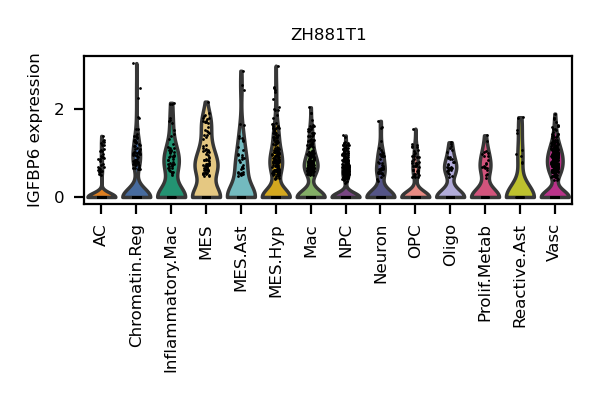 ZH881T1
IGFBP6 expression
2
0
AC
Chromatin.Reg
Inflammatory.Mac
MES
MES.Ast
MES.Hyp
Mac
NPC
Neuron
OPC
Oligo
Prolif.Metab
Reactive.Ast
Vasc